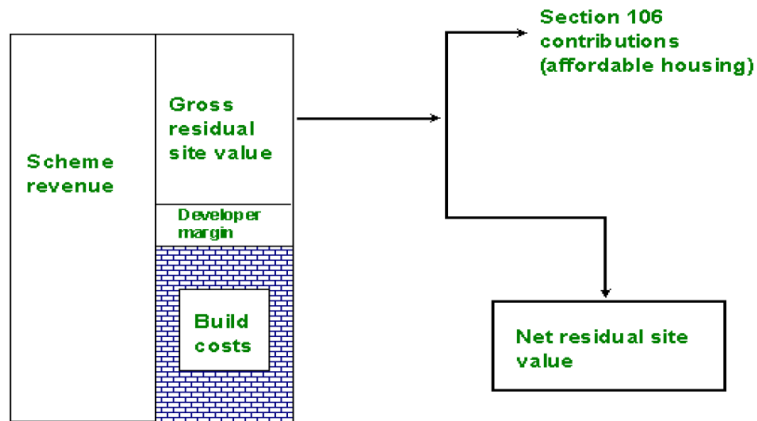 Section 106
contributions
(affordable housing)
Gross
residual
site value
Scheme
revenue
Developer
margin
Build
costs
Net residual site
value